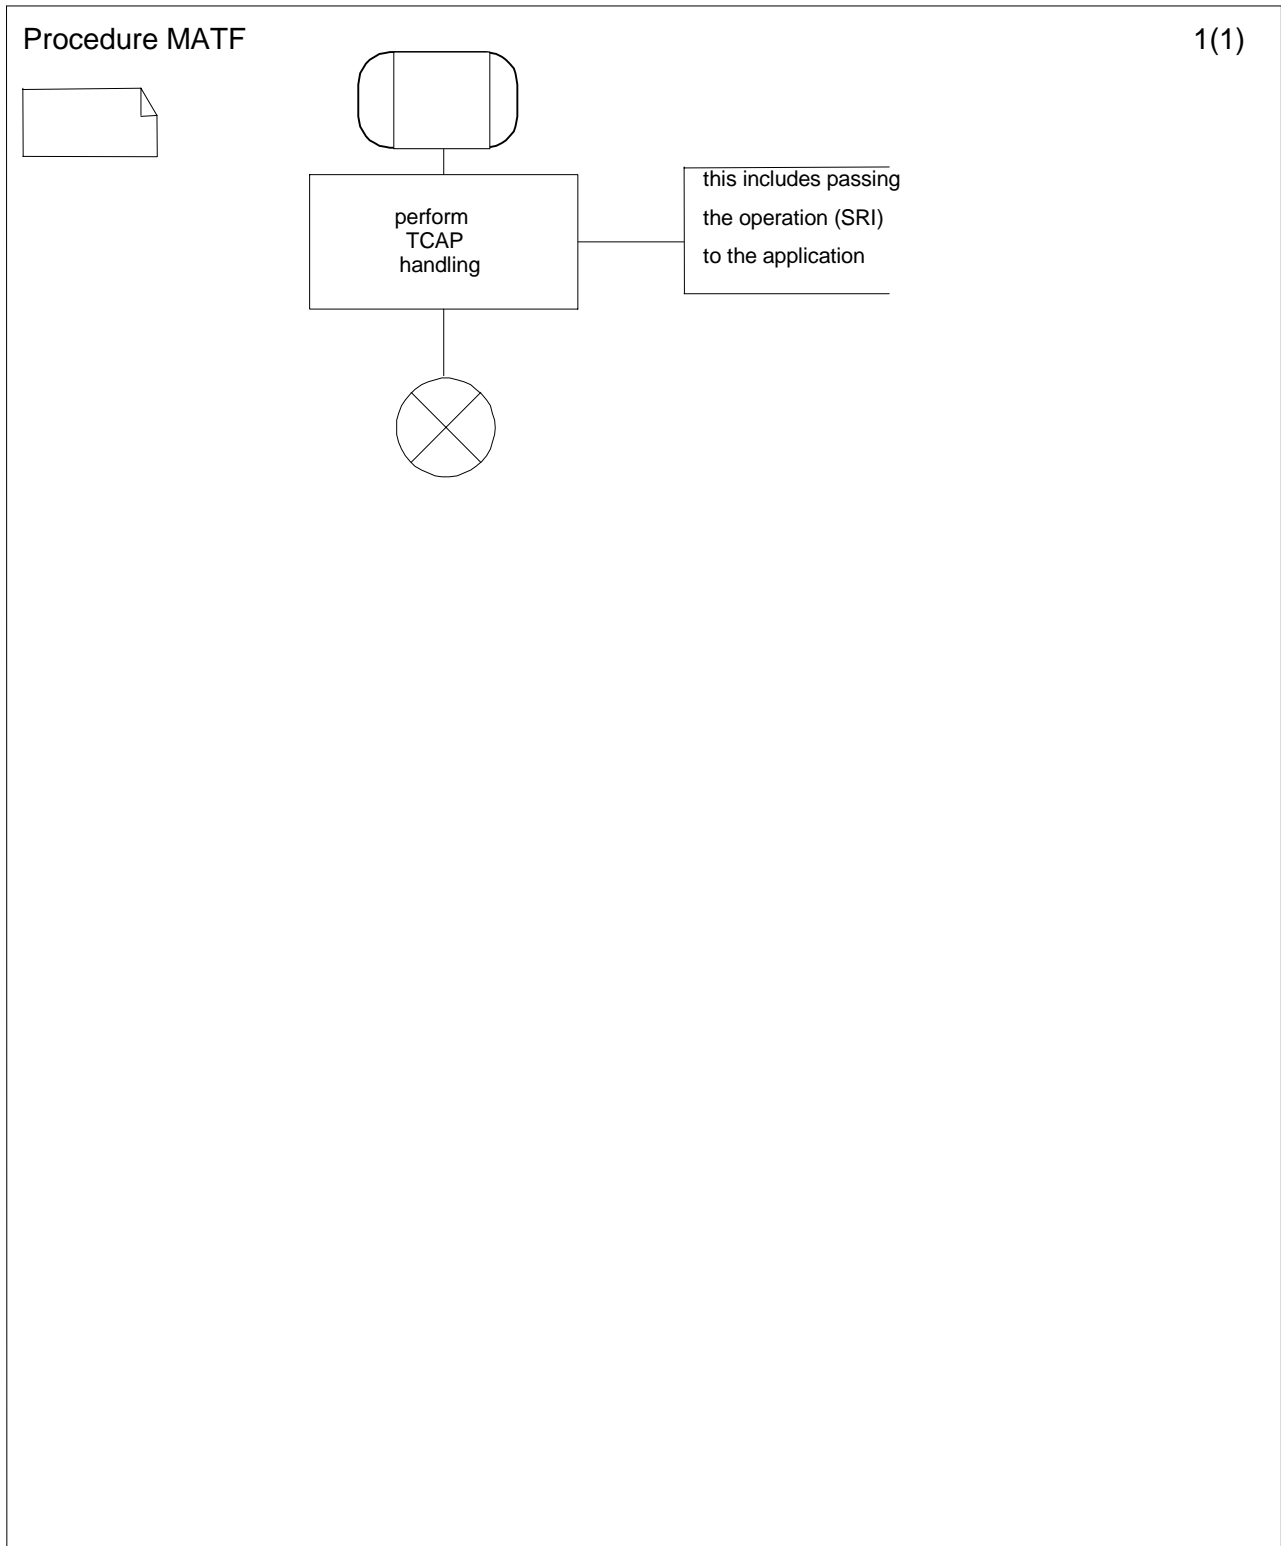 Procedure MATF
1(1)
perform
TCAP
handling
this includes passing
the operation (SRI)
to the application